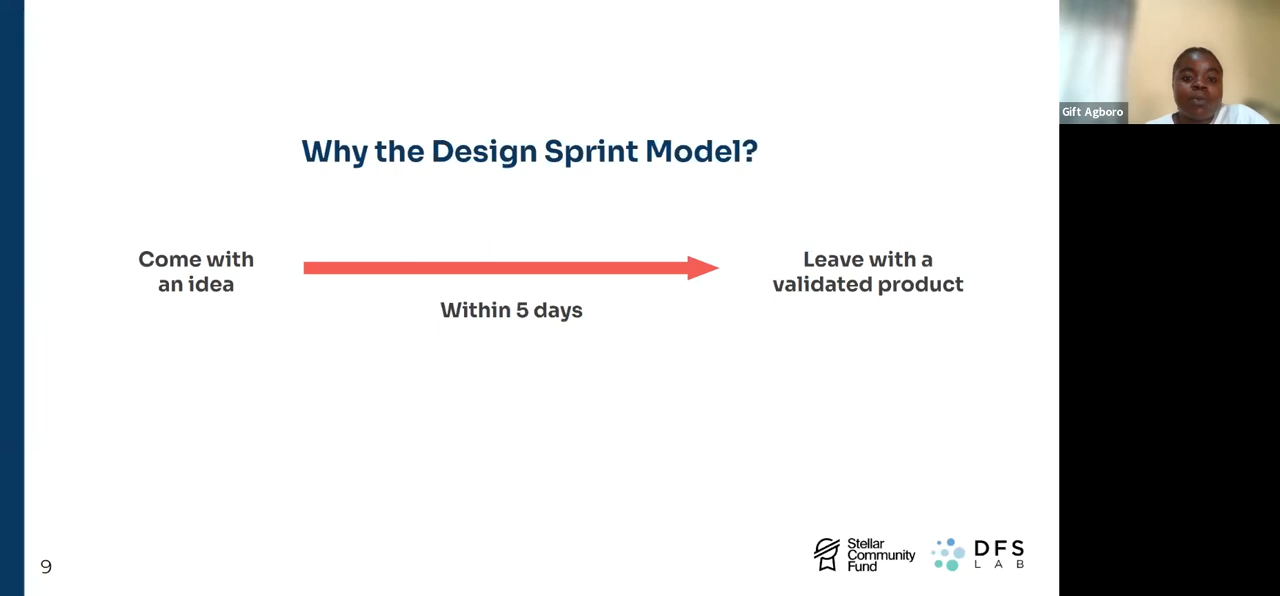 Why the Design Sprint Model?
Come with
an idea
Within 5 days
Leave with a
validated product
9
Stellar
Community
Fund
DFS
LAB
Gift Agboro